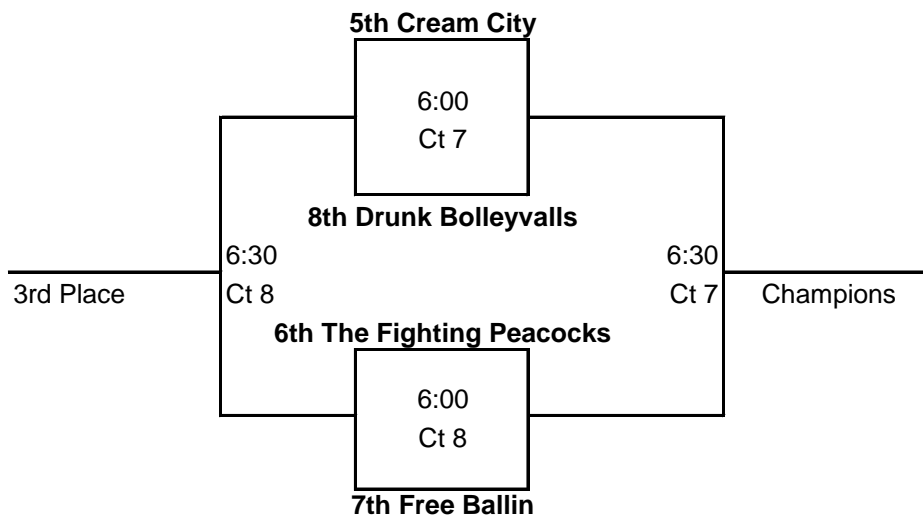 5th Cream City
6:00
Ct 7
8th Drunk Bolleyvalls
6:30
Ct 8
3rd Place
6:30
Ct 7
Champions
6th The Fighting Peacocks
6:00
Ct 8
7th Free Ballin